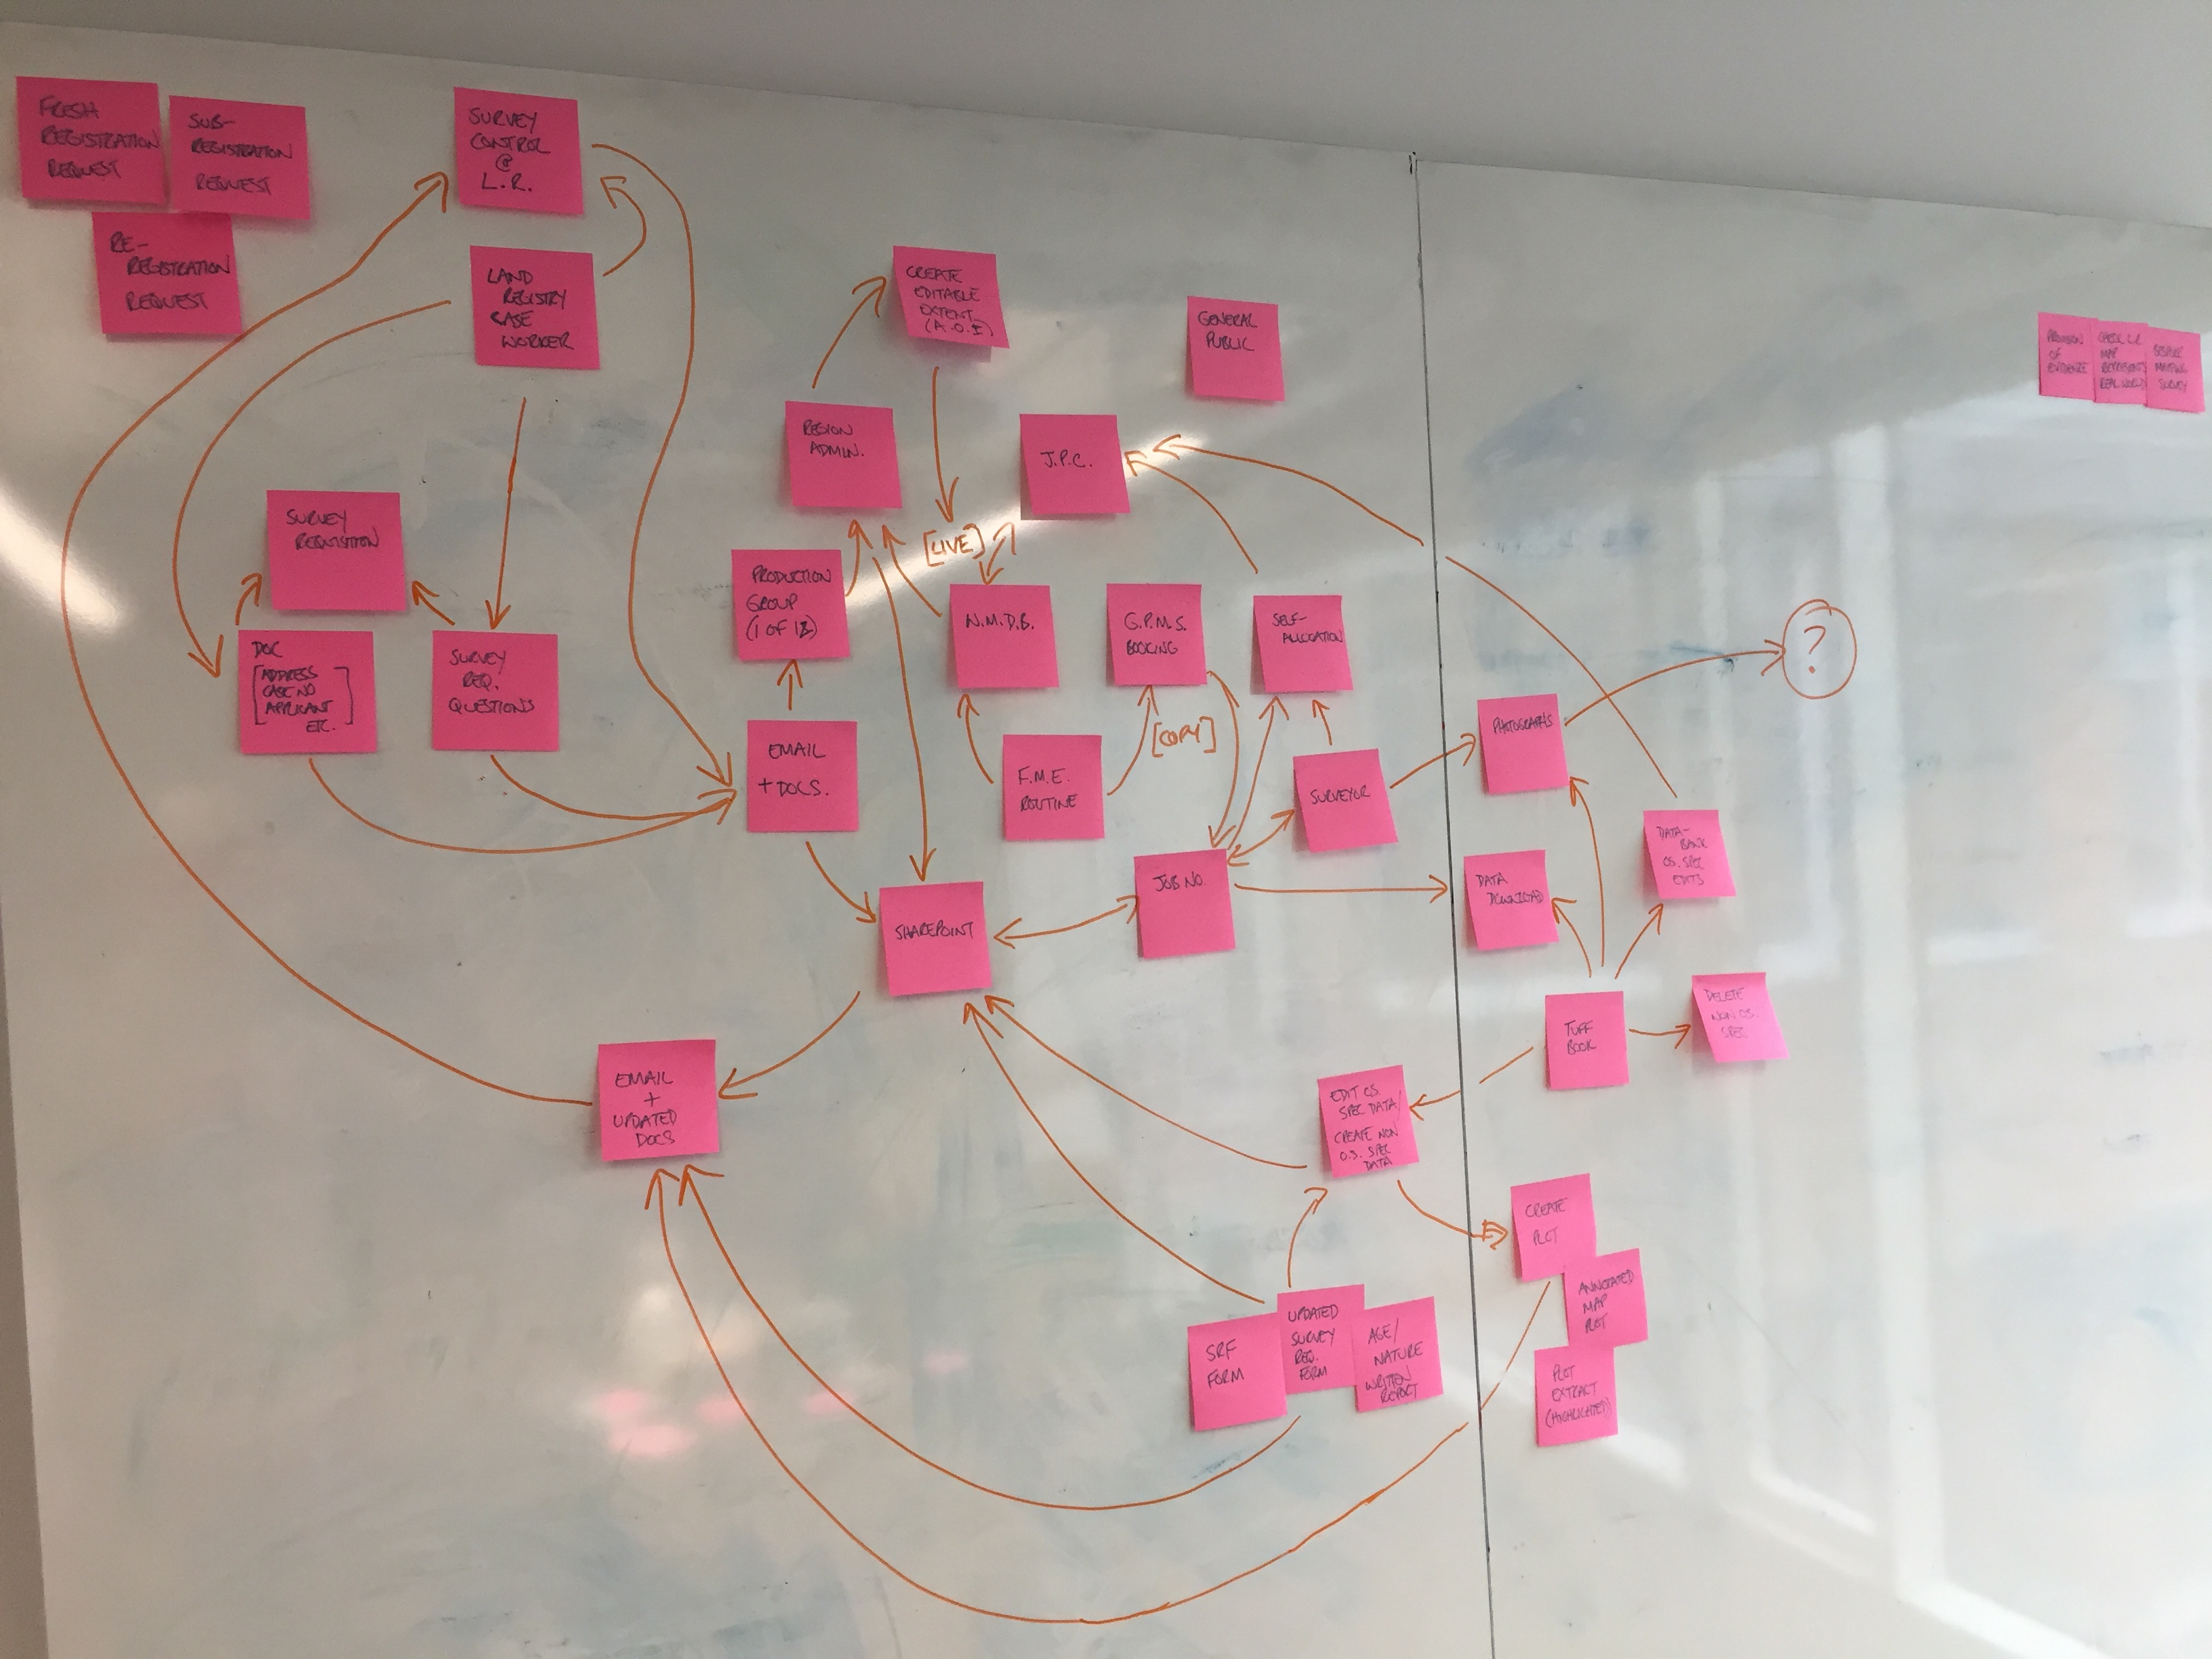 FRESH
REGISTRATION
REQUEST
SUB-
REGISTRATION
REQUEST
RE-
REGISTRATION
REQUEST
SURVEY
CONTROL
@
L.R.
LAND
REGISTRY
CASE
WORKER
SURVEY
REQUISITION
DOC
[ADDRESS
CASE NO
APPLICANT
ETC.]
SURVEY
REQ.
QUESTIONS
CREATE
EDITABLE
EXTENT
(A.O.I)
GENERAL
PUBLIC
REGION
ADMIN.
J.P.C.
[LIVE]
PRODUCTION
GROUP
(1 OF 12)
N.M.D.B.
G.P.M.S.
BOOKING
SELF-
ALLOCATION
EMAIL
+ DOCS.
F.M.E.
ROUTINE
[COPY]
SURVEYOR
SHAREPOINT
JOB NO.
EMAIL
+
UPDATED
DOCS
PHOTOGRAPHS
?
DATA
DOWNLOAD
DATA-
BANK
OS. SPEC
EDITS
TUFF
BOOK
DELETE
NON OS.
SPEC
EDIT OS.
SPEC DATA/
CREATE NON
O.S. SPEC
DATA
CREATE
PLOT
ANNOTATED
MAP
PLOT
PLOT
EXTRACT
(HIGHLIGHTED)
SRF
FORM
UPDATED
SURVEY
REQ.
FORM
AGE/
NATURE
WRITTEN
REPORT
PROVISION
OF
EVIDENCE
CHECK L.R.
MAP
REPRESENTS
REAL WORLD
BESPOKE
MAPPING
SURVEY